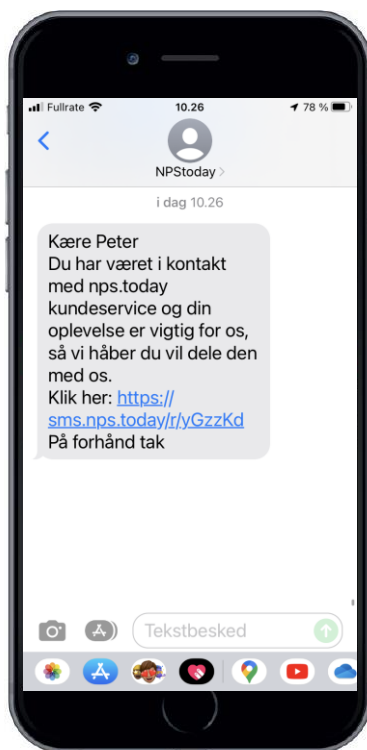 Fullrate 10.26 78 %
NPStoday
i dag 10.26
Kære Peter
Du har været i kontakt
med nps.today
kundeservice og din
oplevelse er vigtig for os,
så vi håber du vil dele den
med os.
Klik her: https://
sms.nps.today/r/yGzzKd
På forhånd tak
Tekstbesked